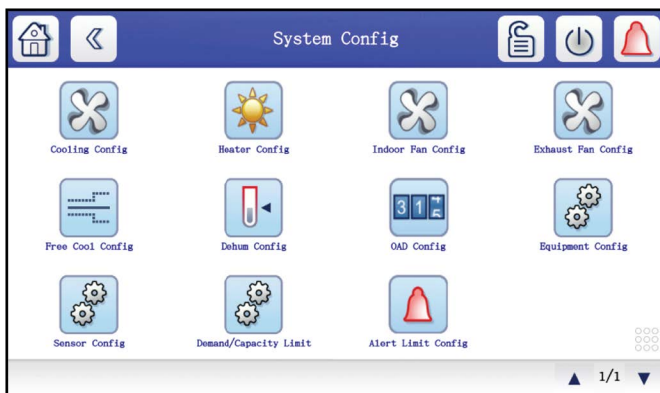 System Config
Cooling Config
Heater Config
Indoor Fan Config
Exhaust Fan Config
315
Free Cool Config
Dehum Config
OAD Config
Equipment Config
Sensor Config
Demand/Capacity Limit
Alert Limit Config
1/1